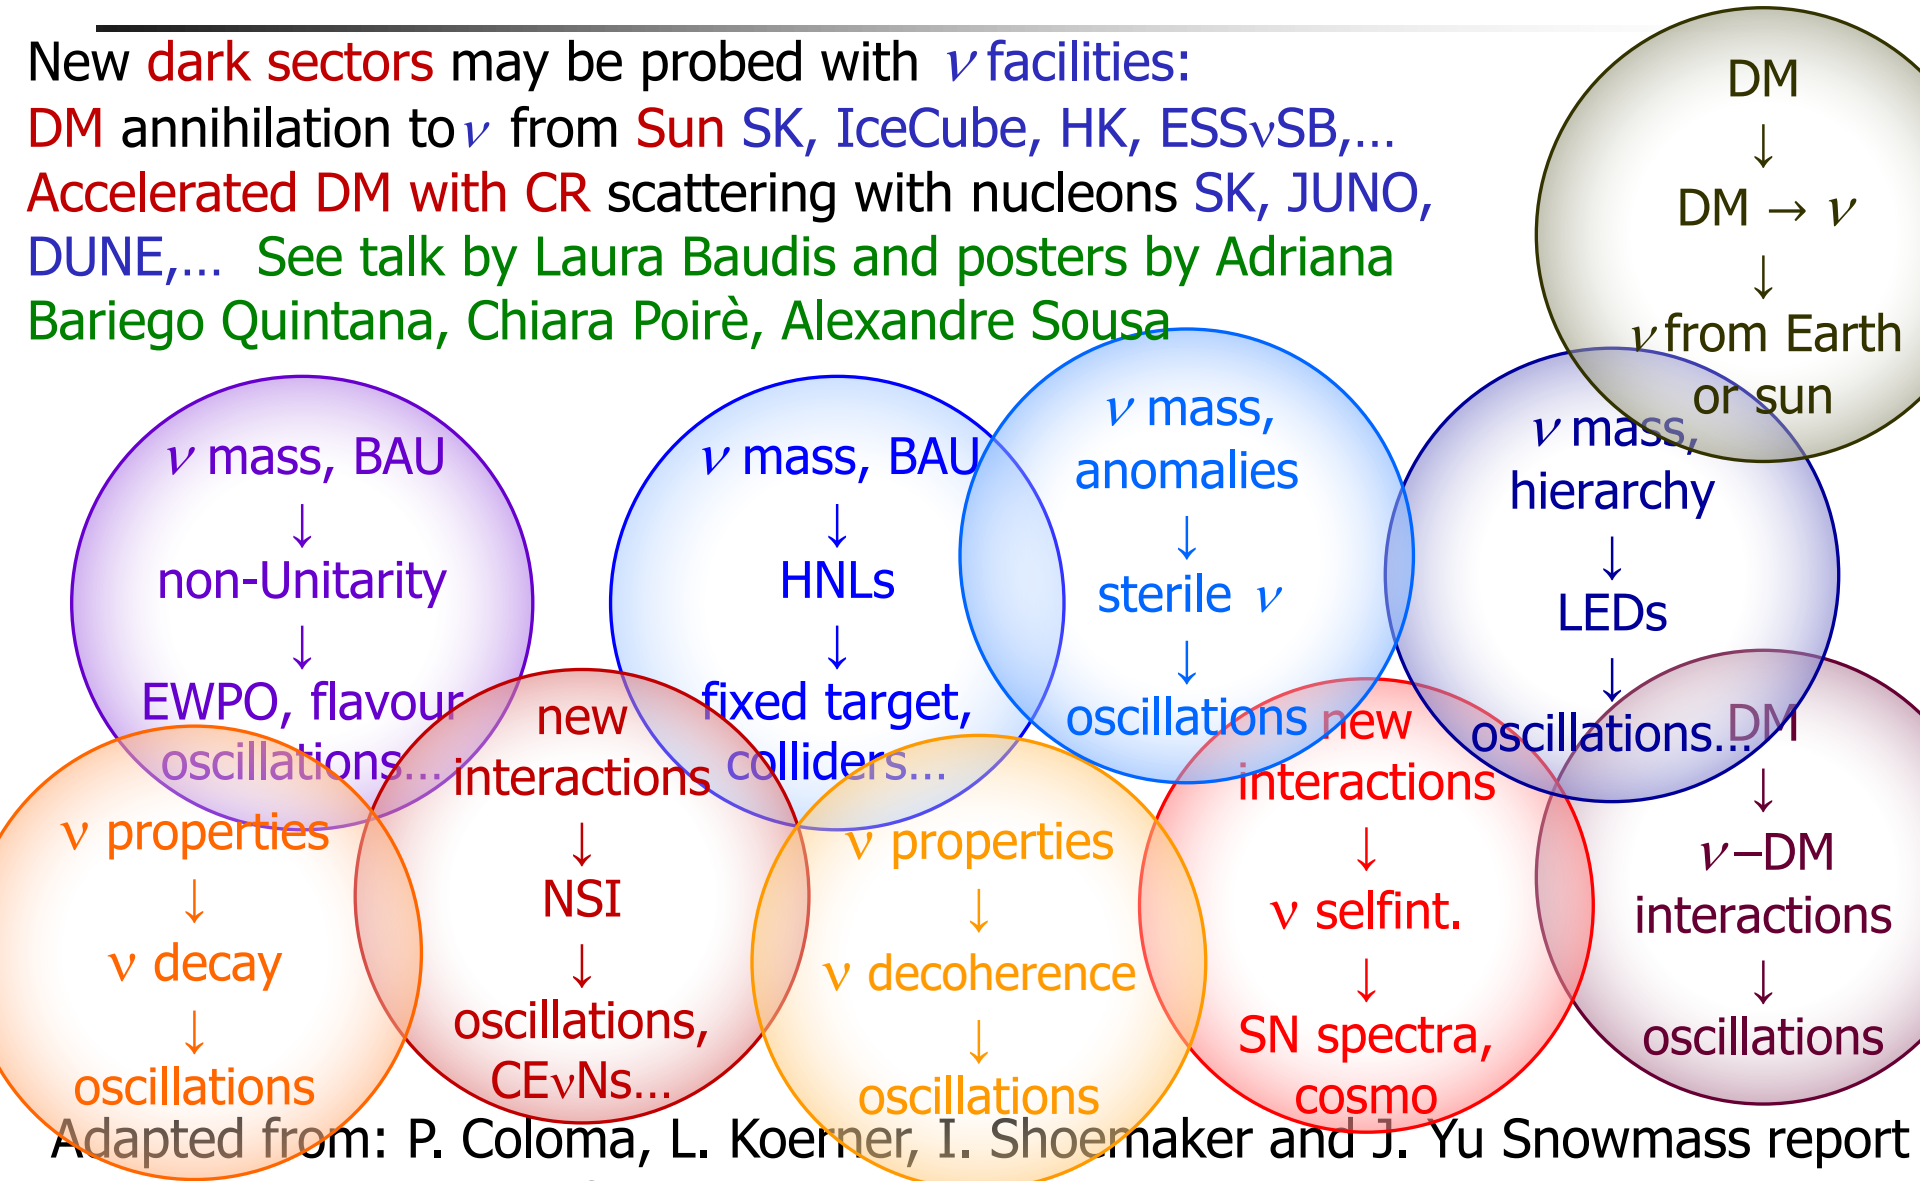 New dark sectors may be probed with ν facilities:
DM annihilation to ν from Sun SK, IceCube, HK, ESSνSB,...
Accelerated DM with CR scattering with nucleons SK, JUNO,
DUNE,... See talk by Laura Baudis and posters by Adriana
Bariego Quintana, Chiara Poirè, Alexandre Sousa
DM
↓
DM → ν
↓
ν from Earth
or sun
ν mass, BAU
↓
non-Unitarity
↓
EWPO, flavour
oscillations...
ν mass, BAU
↓
HNLs
↓
fixed target,
colliders...
ν mass,
anomalies
↓
sterile ν
↓
oscillations
ν mass,
hierarchy
↓
LEDs
↓
oscillations...
ν properties
↓
ν decay
↓
oscillations
new
interactions
↓
NSI
↓
oscillations,
CEνNs...
ν properties
↓
ν decoherence
↓
oscillations
new
interactions
↓
ν selfint.
↓
SN spectra,
cosmo
DM
↓
ν–DM
interactions
↓
oscillations
Adapted from: P. Coloma, L. Koerner, I. Shoemaker and J. Yu Snowmass report